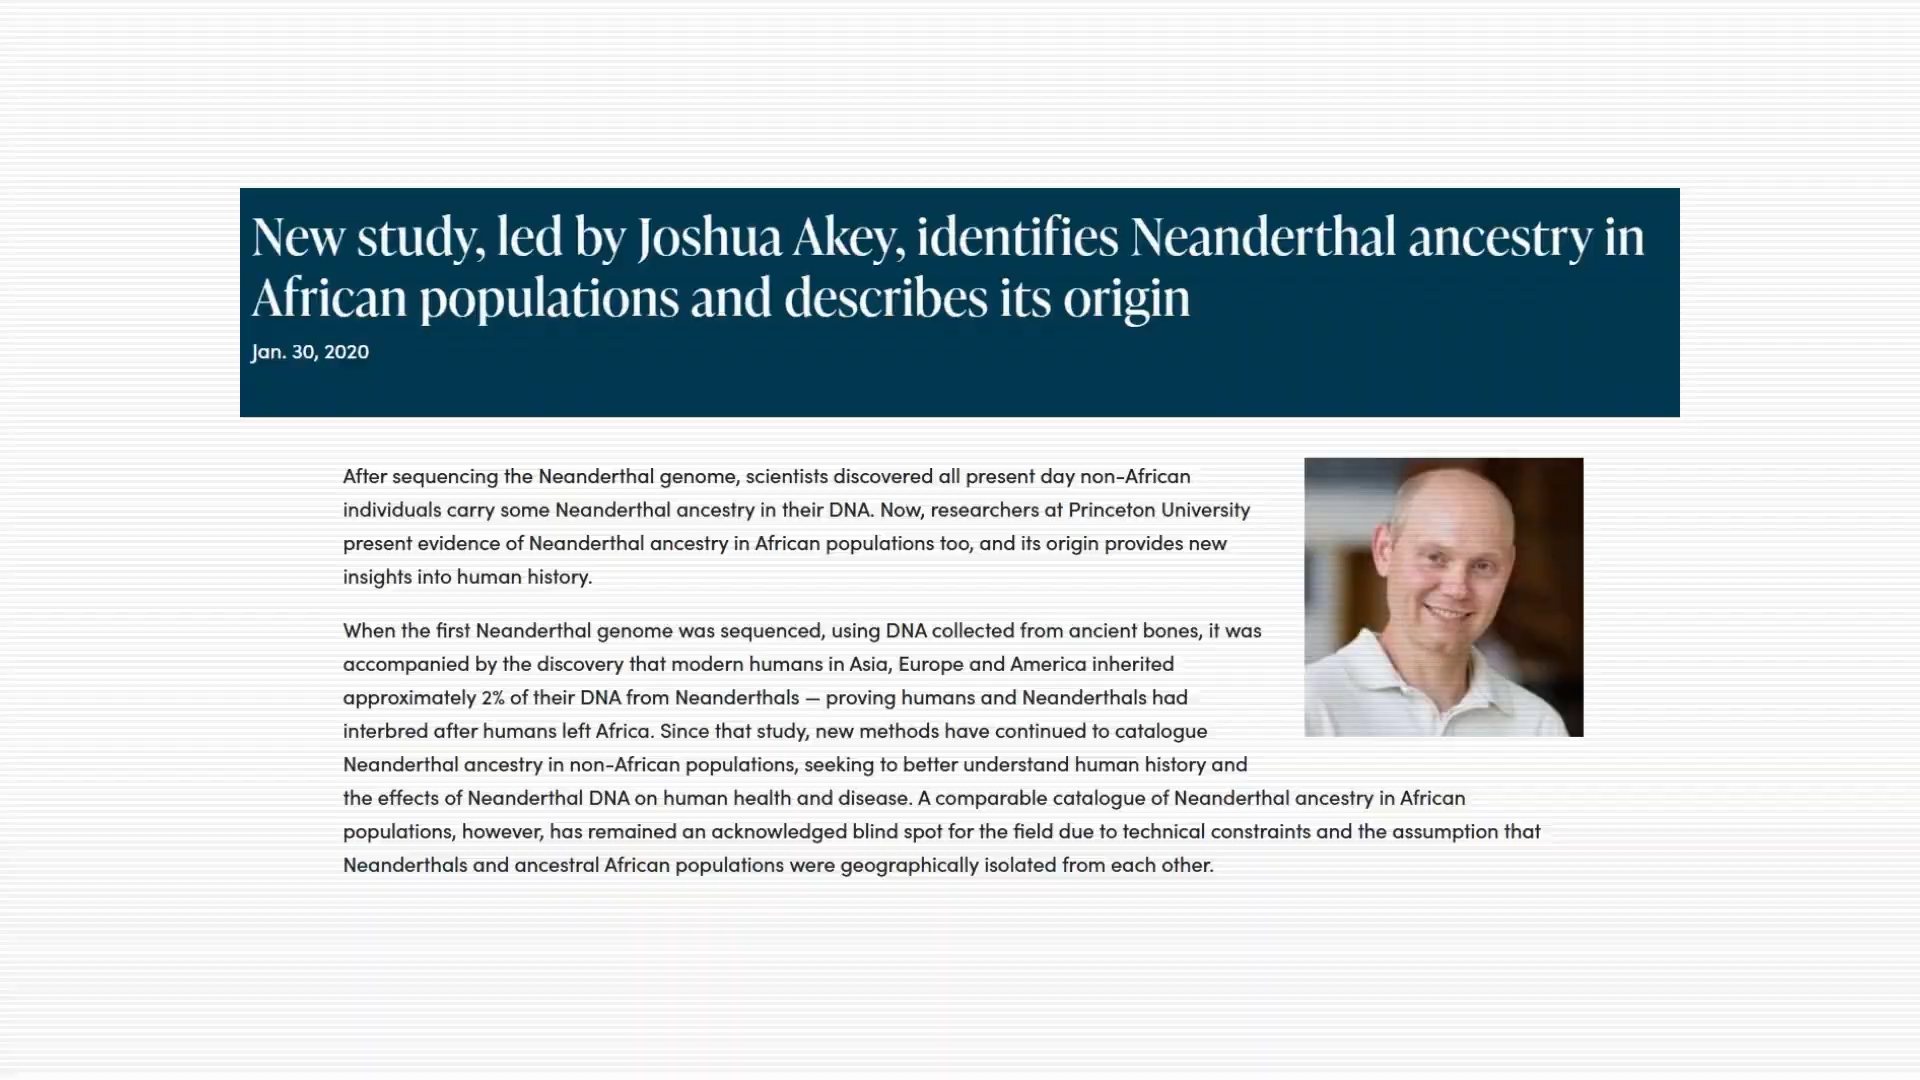 New study, led by Joshua Akey, identifies Neanderthal ancestry in
African populations and describes its origin
Jan. 30, 2020
After sequencing the Neanderthal genome, scientists discovered all present day non-African
individuals carry some Neanderthal ancestry in their DNA. Now, researchers at Princeton University
present evidence of Neanderthal ancestry in African populations too, and its origin provides new
insights into human history.
When the first Neanderthal genome was sequenced, using DNA collected from ancient bones, it was
accompanied by the discovery that modern humans in Asia, Europe and America inherited
approximately 2% of their DNA from Neanderthals — proving humans and Neanderthals had
interbred after humans left Africa. Since that study, new methods have continued to catalogue
Neanderthal ancestry in non-African populations, seeking to better understand human history and
the effects of Neanderthal DNA on human health and disease. A comparable catalogue of Neanderthal ancestry in African
populations, however, has remained an acknowledged blind spot for the field due to technical constraints and the assumption that
Neanderthals and ancestral African populations were geographically isolated from each other.